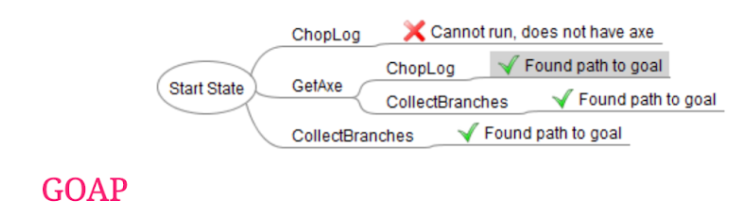 ChopLog Cannot run, does not have axe
ChopLog Found path to goal
Start State GetAxe
CollectBranches Found path to goal
CollectBranches Found path to goal
GOAP